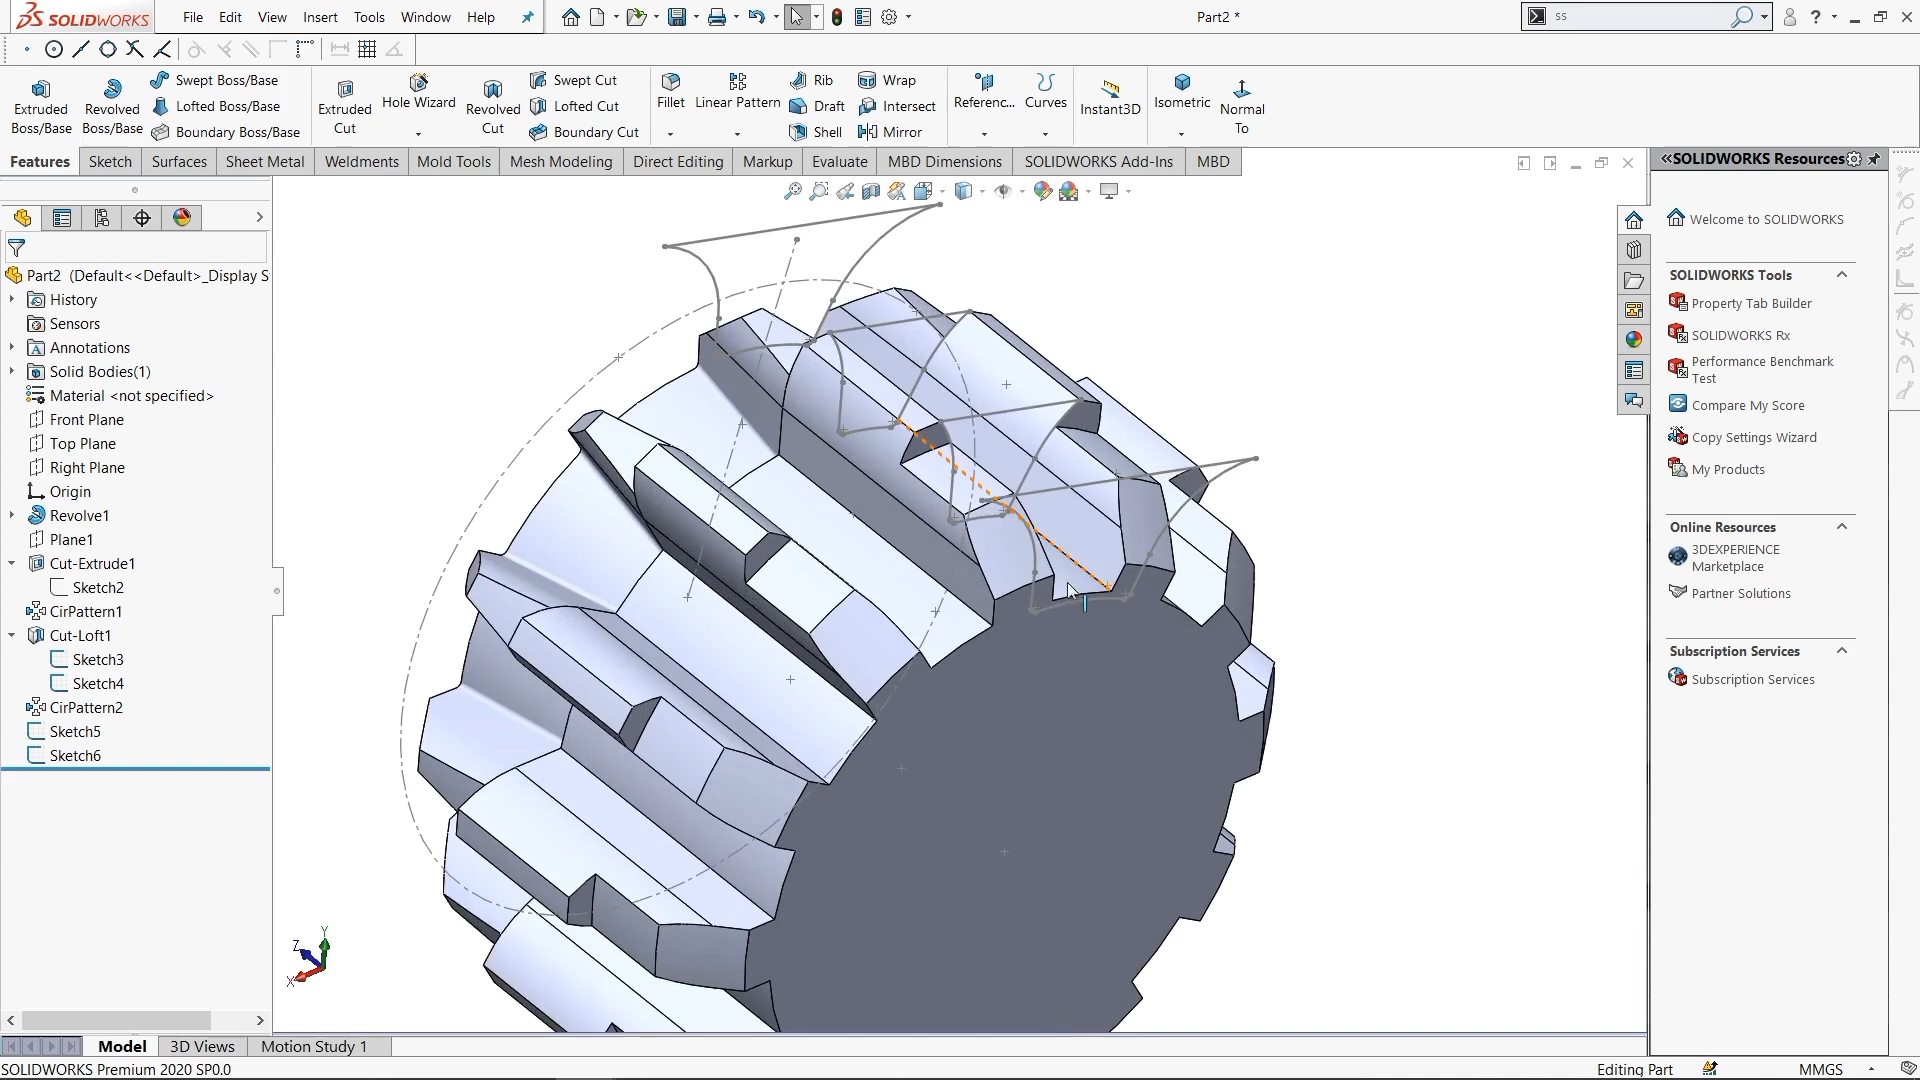 SOLIDWORKS
File Edit View Insert Tools Window Help
Part2 *
ss
Extruded Boss/Base
Revolved Boss/Base
Swept Boss/Base
Lofted Boss/Base
Boundary Boss/Base
Extruded Cut
Hole Wizard
Revolved Cut
Swept Cut
Lofted Cut
Boundary Cut
Fillet
Linear Pattern
Rib
Draft
Shell
Wrap
Intersect
Mirror
Referenc...
Curves
Instant3D
Isometric
Normal To
Features Sketch Surfaces Sheet Metal Weldments Mold Tools Mesh Modeling Direct Editing Markup Evaluate MBD Dimensions SOLIDWORKS Add-Ins MBD
Part2 (Default<<Default>_Display S
History
Sensors
Annotations
Solid Bodies(1)
Material <not specified>
Front Plane
Top Plane
Right Plane
Origin
Revolve1
Plane1
Cut-Extrude1
Sketch2
CirPattern1
Cut-Loft1
Sketch3
Sketch4
CirPattern2
Sketch5
Sketch6
Y
Z
X
SOLIDWORKS Resources
Welcome to SOLIDWORKS
SOLIDWORKS Tools
Property Tab Builder
SOLIDWORKS Rx
Performance Benchmark
Test
Compare My Score
Copy Settings Wizard
My Products
Online Resources
3DEXPERIENCE
Marketplace
Partner Solutions
Subscription Services
Subscription Services
Model 3D Views Motion Study 1
SOLIDWORKS Premium 2020 SP0.0
Editing Part
MMGS